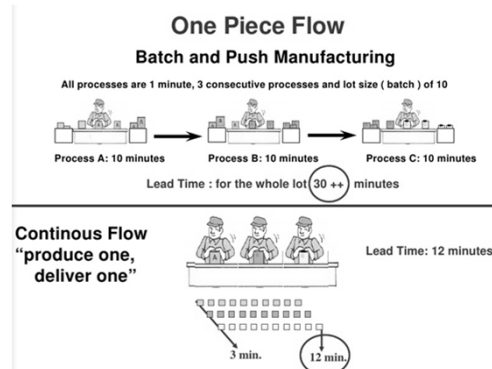 One Piece Flow
Batch and Push Manufacturing
All processes are 1 minute, 3 consecutive processes and lot size ( batch ) of 10
Process A: 10 minutes
Process B: 10 minutes
Process C: 10 minutes
Lead Time : for the whole lot 30 ++ minutes
Continous Flow
“produce one,
deliver one”
Lead Time: 12 minutes
A
3 min.
12 min.